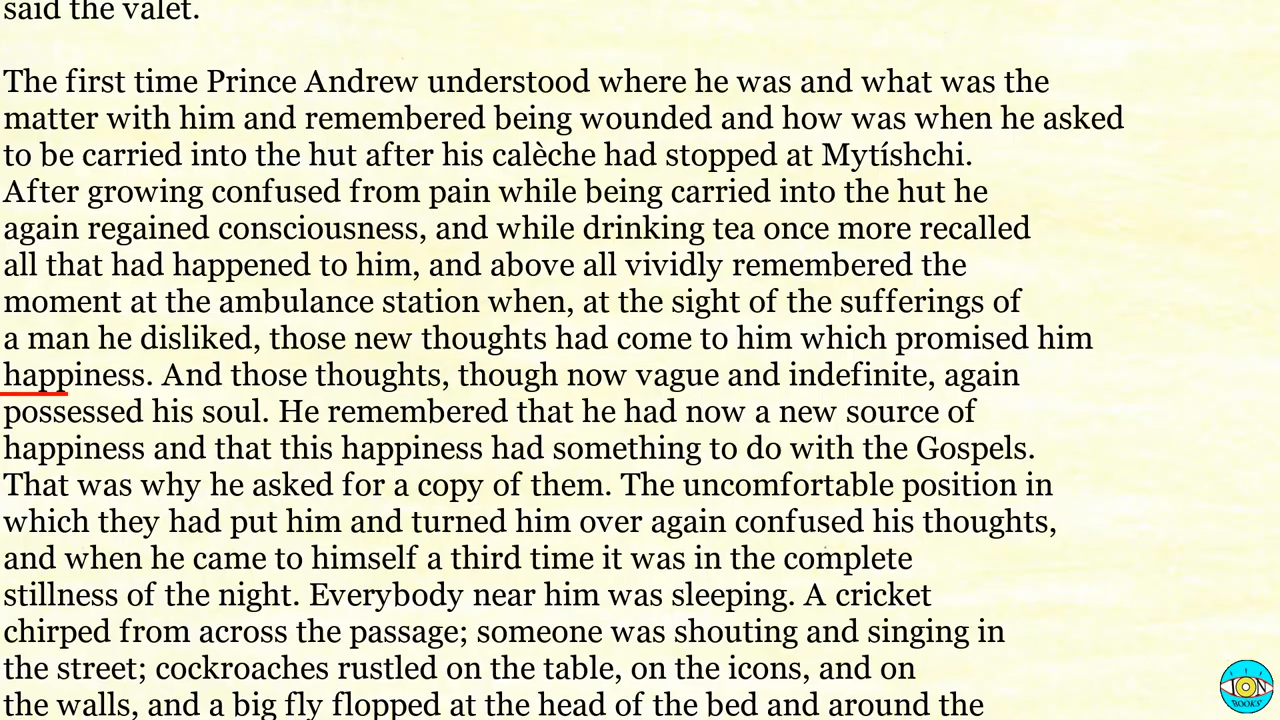 said the valet.
The first time Prince Andrew understood where he was and what was the
matter with him and remembered being wounded and how was when he asked
to be carried into the hut after his calèche had stopped at Mytíshchi.
After growing confused from pain while being carried into the hut he
again regained consciousness, and while drinking tea once more recalled
all that had happened to him, and above all vividly remembered the
moment at the ambulance station when, at the sight of the sufferings of
a man he disliked, those new thoughts had come to him which promised him
happiness. And those thoughts, though now vague and indefinite, again
possessed his soul. He remembered that he had now a new source of
happiness and that this happiness had something to do with the Gospels.
That was why he asked for a copy of them. The uncomfortable position in
which they had put him and turned him over again confused his thoughts,
and when he came to himself a third time it was in the complete
stillness of the night. Everybody near him was sleeping. A cricket
chirped from across the passage; someone was shouting and singing in
the street; cockroaches rustled on the table, on the icons, and on
the walls, and a big fly flopped at the head of the bed and around the
ION
BOOKS